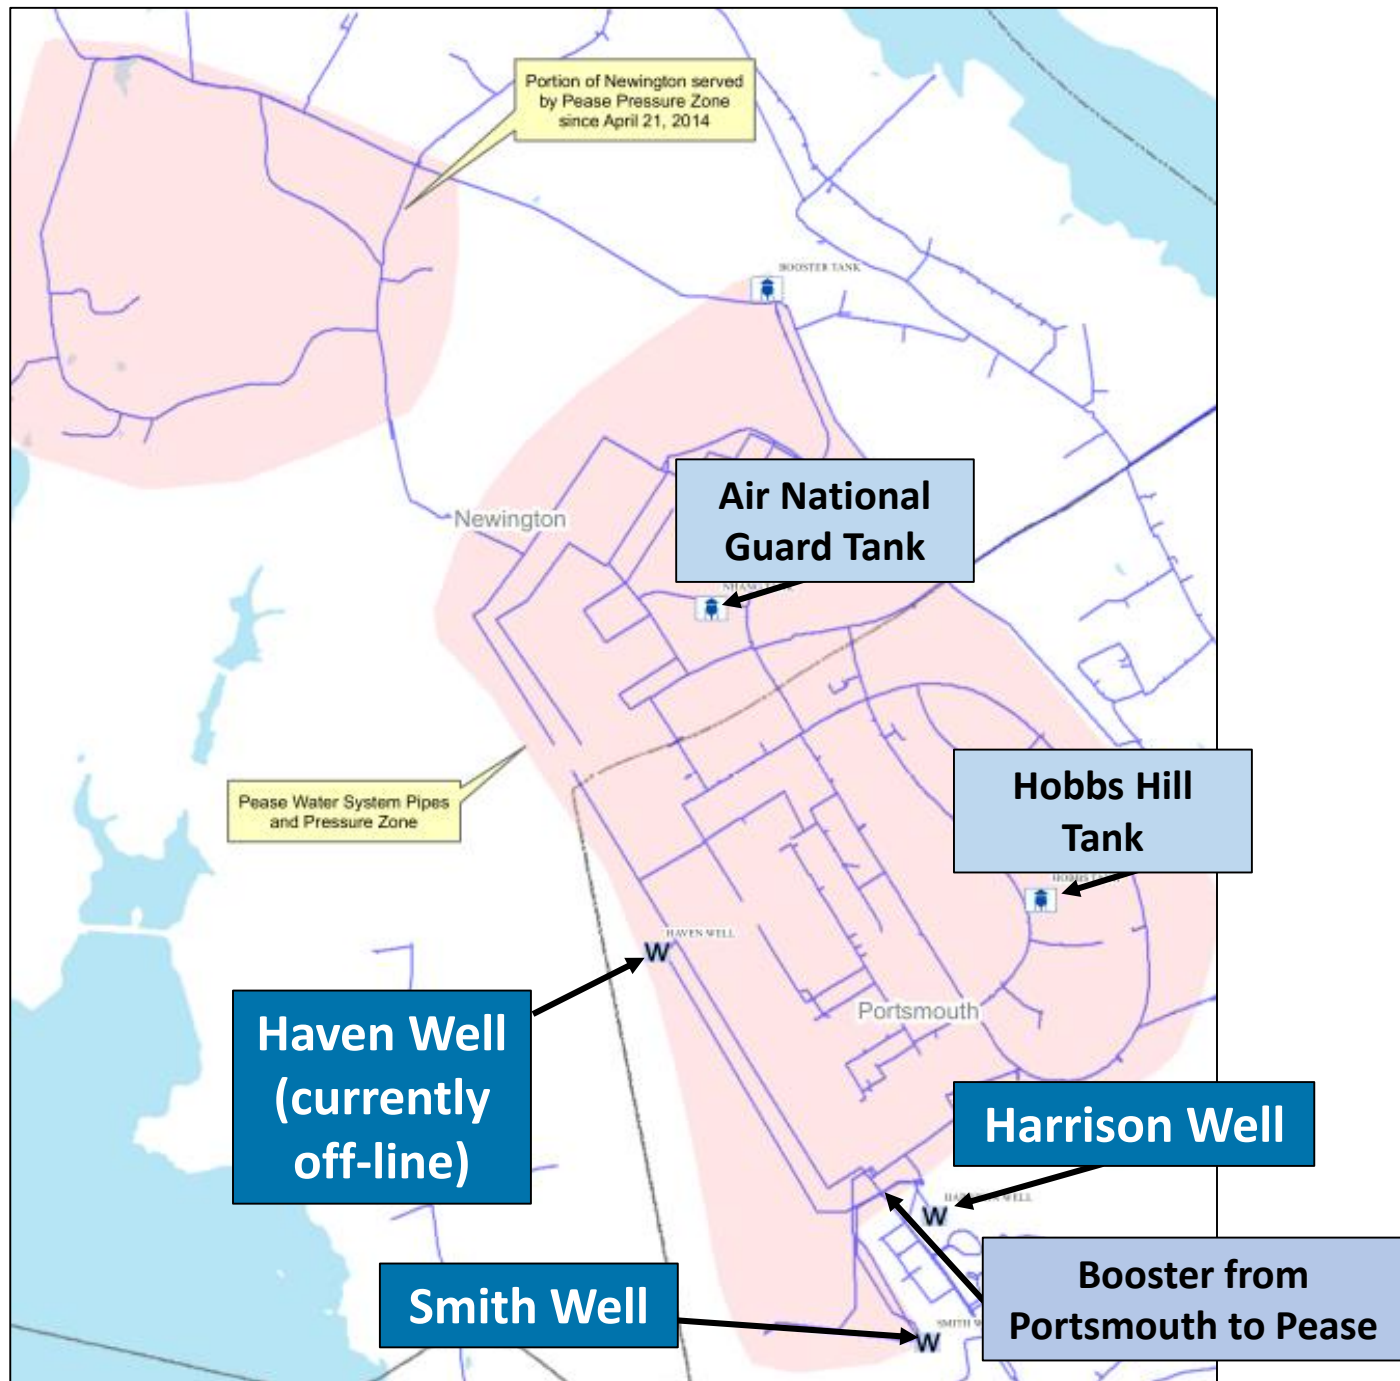 Portion of Newington served
by Pease Pressure Zone
since April 21, 2014
BOOSTER TANK
Air National
Guard Tank
Newington
Hobbs Hill
Tank
Pease Water System Pipes
and Pressure Zone
HAVEN WELL
W
Haven Well
(currently
off-line)
Portsmouth
Harrison Well
WELL
W
Booster from
Portsmouth to Pease
Smith Well
SMITH
W